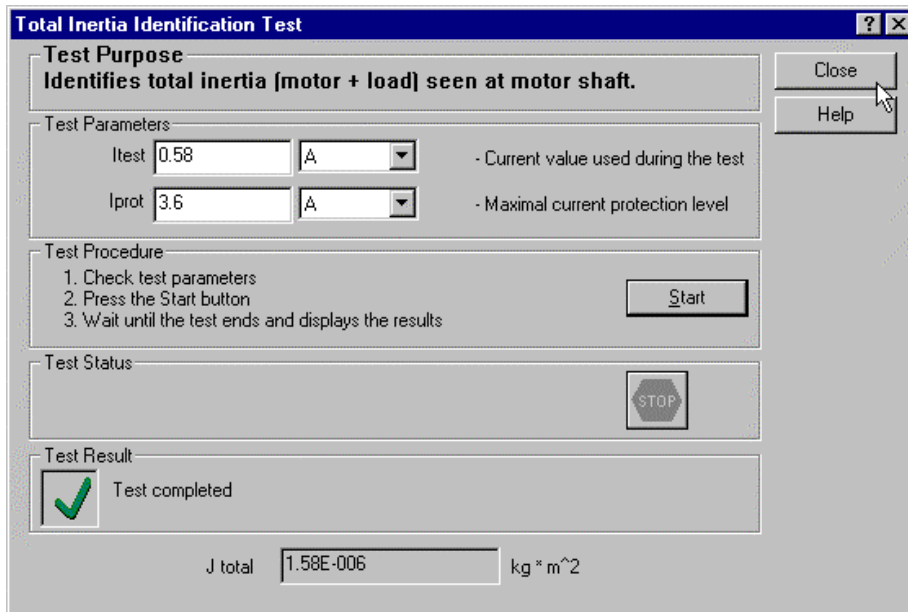 Total Inertia Identification Test
Test Purpose
Identifies total inertia (motor + load) seen at motor shaft.
Close
Help
Test Parameters
Itest 0.58 A - Current value used during the test
Iprot 3.6 A - Maximal current protection level
Test Procedure
1. Check test parameters
2. Press the Start button
3. Wait until the test ends and displays the results
Start
Test Status
STOP
Test Result
Test completed
J total 1.58E-006 kg * m^2